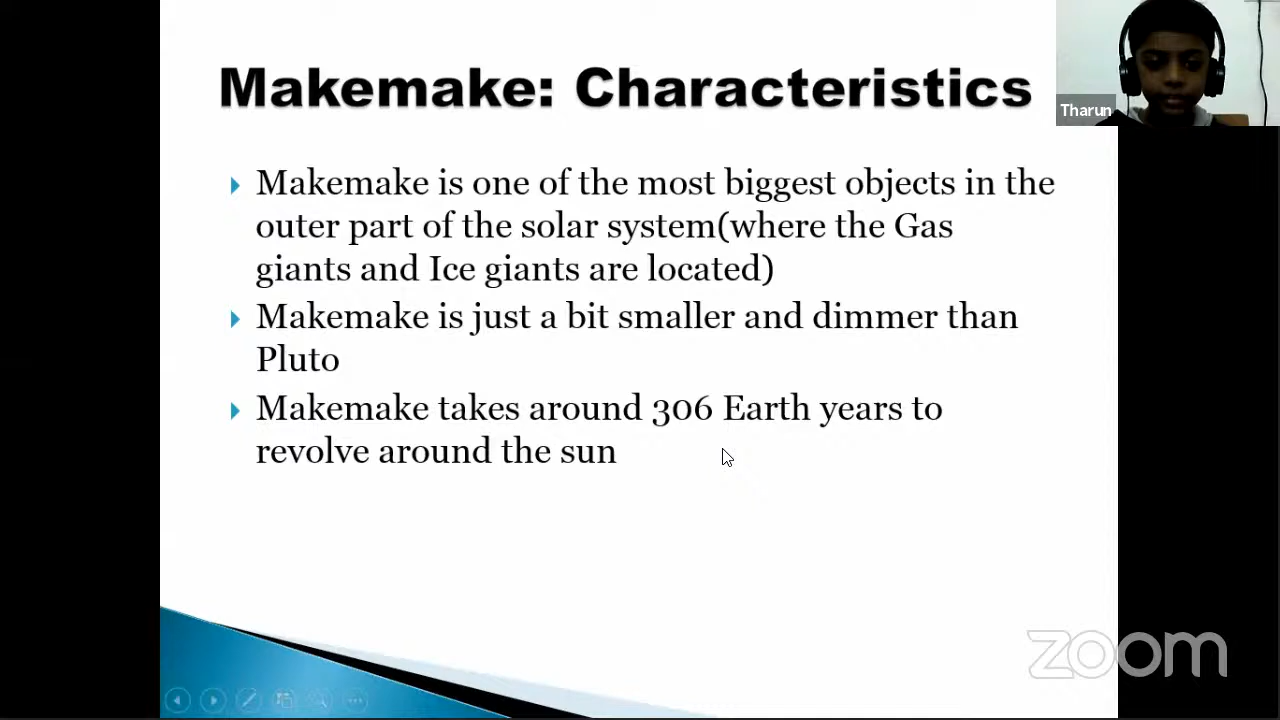 Makemake: Characteristics
Tharun
Makemake is one of the most biggest objects in the
outer part of the solar system(where the Gas
giants and Ice giants are located)
Makemake is just a bit smaller and dimmer than
Pluto
Makemake takes around 306 Earth years to
revolve around the sun
zoom